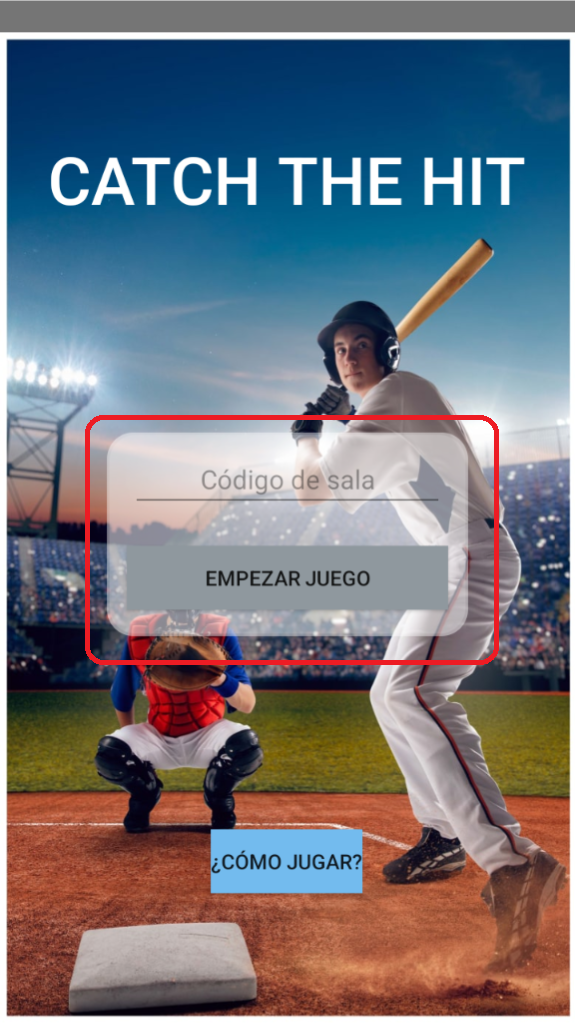 CATCH THE HIT
Código de sala
EMPEZAR JUEGO
¿CÓMO JUGAR?